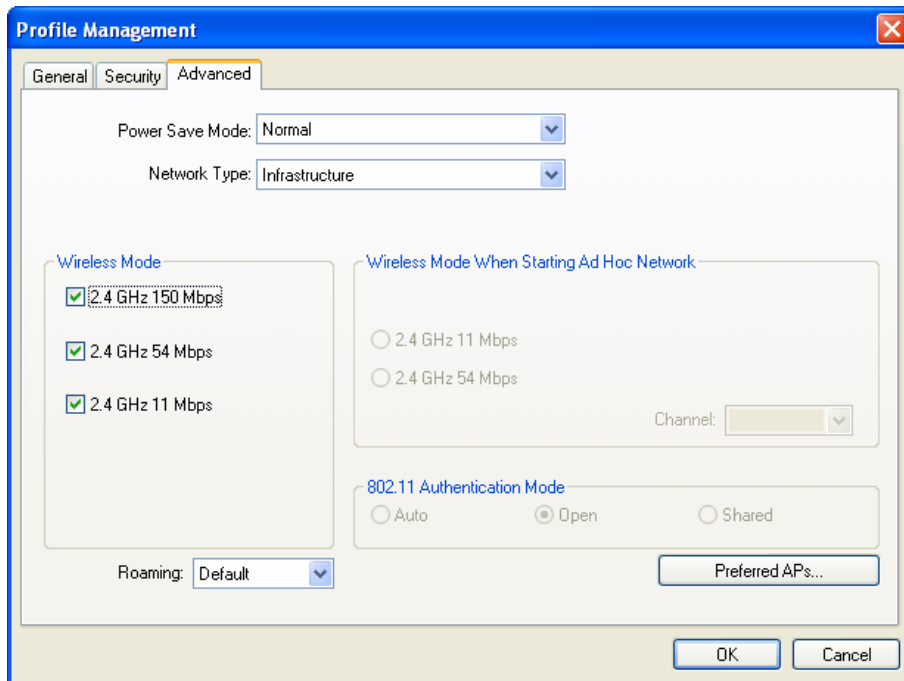 Profile Management
General Security Advanced
Power Save Mode: Normal
Network Type: Infrastructure
Wireless Mode
2.4 GHz 150 Mbps
2.4 GHz 54 Mbps
2.4 GHz 11 Mbps
Wireless Mode When Starting Ad Hoc Network
2.4 GHz 11 Mbps
2.4 GHz 54 Mbps
Channel:
802.11 Authentication Mode
Auto Open Shared
Roaming: Default
Preferred APs...
OK Cancel